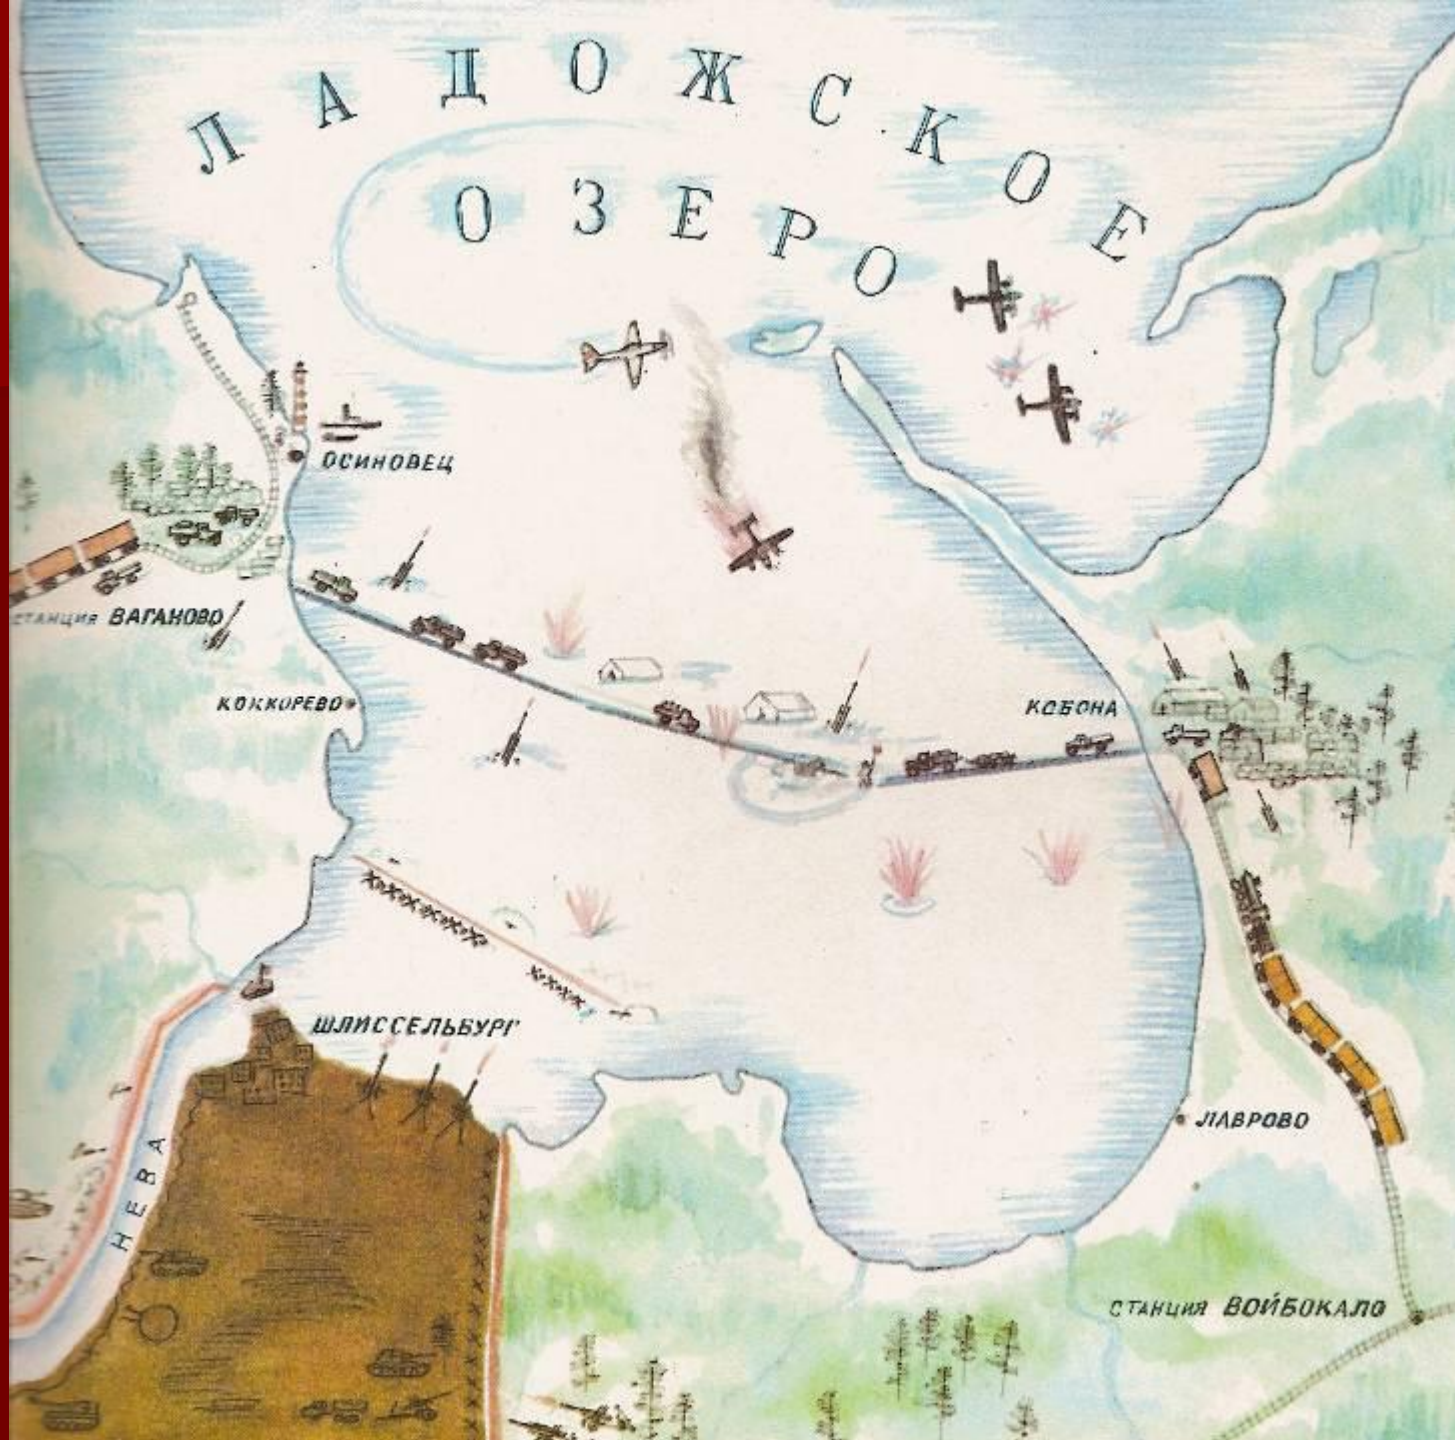 ЛАДОЖСКОЕ
ОЗЕРО
ОСИНОВЕЦ
СТАНЦИЯ ВАГАНОВО
КОККОРЕВО
КОБОНА
ШЛИССЕЛЬБУРГ
НЕВА
ЛАВРОВО
СТАНЦИЯ ВОЙБОКАЛО